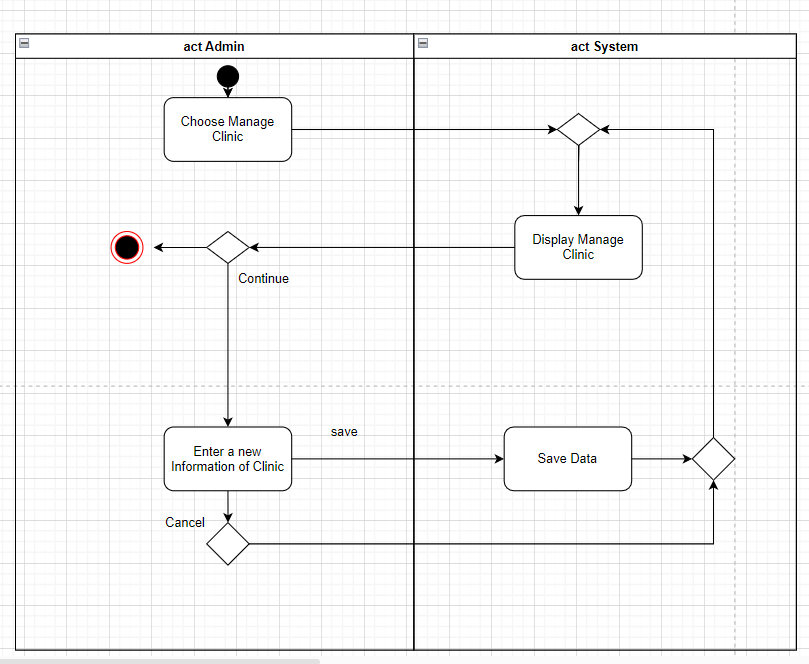 act Admin
act System
Choose Manage
Clinic
Display Manage
Clinic
Continue
Enter a new
Information of Clinic
save
Save Data
Cancel